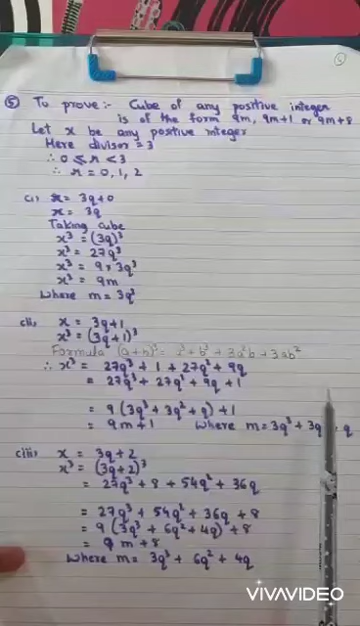 ⑤ To prove:- Cube of any positive integer
is of the form 9m, 9m+1 or 9m+8
Let x be any postive integer
Here divisor = 3
∴ 0 ≤ r < 3
∴ r = 0, 1, 2
(i) x = 3q+0
x = 3q
Taking cube
x³ = (3q)³
x³ = 27q³
x³ = 9 × 3q³
x³ = 9m
Where m = 3q³
(ii) x = 3q+1
x³ = (3q+1)³
Formula (a+b)³ = a³ + b³ + 3a²b + 3ab²
∴ x³ = 27q³ + 1 + 27q² + 9q
= 27q³ + 27q² + 9q + 1
= 9(3q³ + 3q² + q) + 1
= 9m+1 Where m = 3q³ + 3q + q
(iii) x = 3q+2
x³ = (3q+2)³
= 27q³ + 8 + 54q² + 36q
= 27q³ + 54q² + 36q + 8
= 9(3q³ + 6q² + 4q) + 8
= 9m+8
Where m = 3q³ + 6q² + 4q
VIVAVIDEO